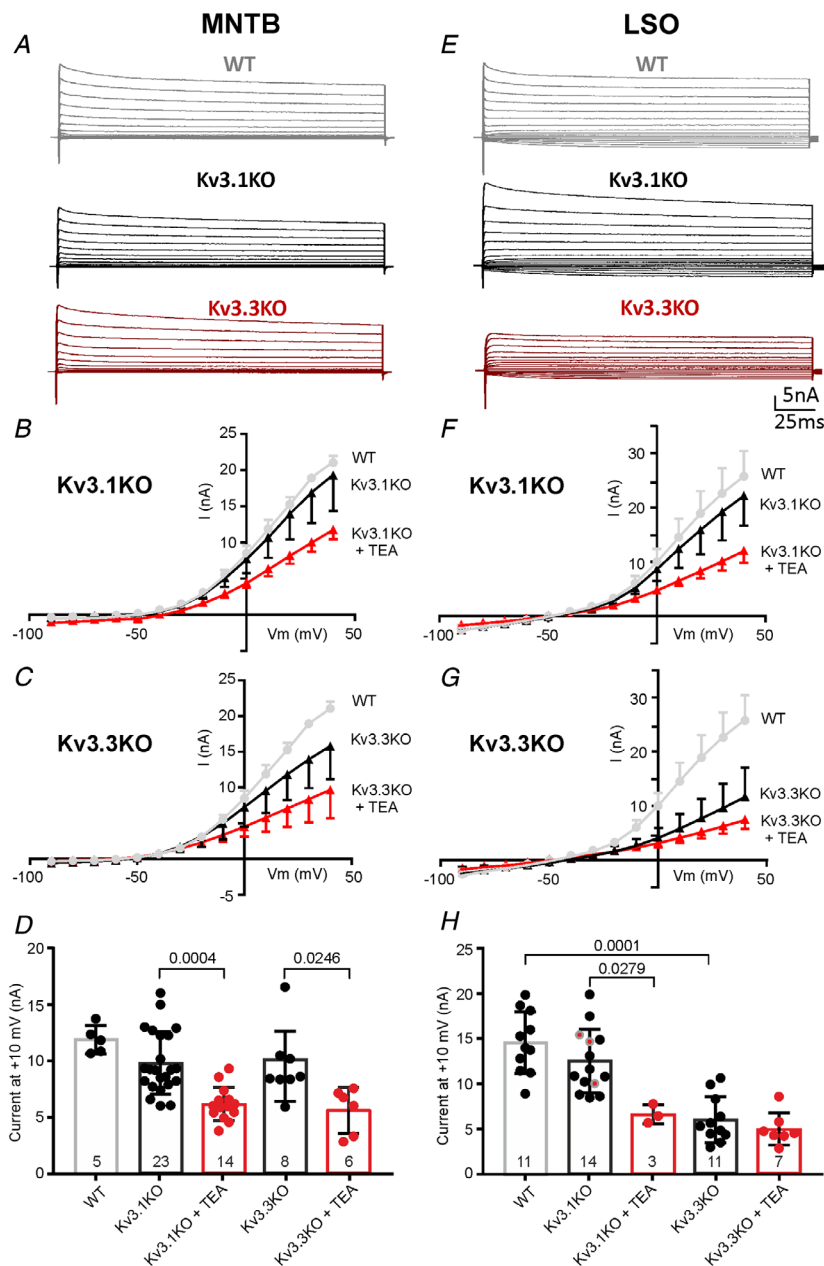 MNTB
LSO
A
WT
Kv3.1KO
Kv3.3KO
E
WT
Kv3.1KO
Kv3.3KO
5nA
25ms
B
Kv3.1KO
I (nA)
25
20
15
10
-100
-50
50
Vm (mV)
WT
Kv3.1KO
Kv3.1KO
+ TEA
F
Kv3.1KO
I (nA)
30
20
10
-100
-50
50
Vm (mV)
WT
Kv3.1KO
Kv3.1KO
+ TEA
C
Kv3.3KO
I (nA)
25
20
15
10
-5
-100
-50
50
Vm (mV)
WT
Kv3.3KO
Kv3.3KO
+ TEA
G
Kv3.3KO
I (nA)
30
20
10
-100
-50
50
Vm (mV)
WT
Kv3.3KO
Kv3.3KO
+ TEA
D
Current at +10 mV (nA)
20
15
10
5
0
0.0004
0.0246
5
23
14
8
6
WT
Kv3.1KO
Kv3.1KO + TEA
Kv3.3KO
Kv3.3KO + TEA
H
Current at +10 mV (nA)
25
20
15
10
5
0
0.0001
0.0279
11
14
3
11
7
WT
Kv3.1KO
Kv3.1KO + TEA
Kv3.3KO
Kv3.3KO + TEA